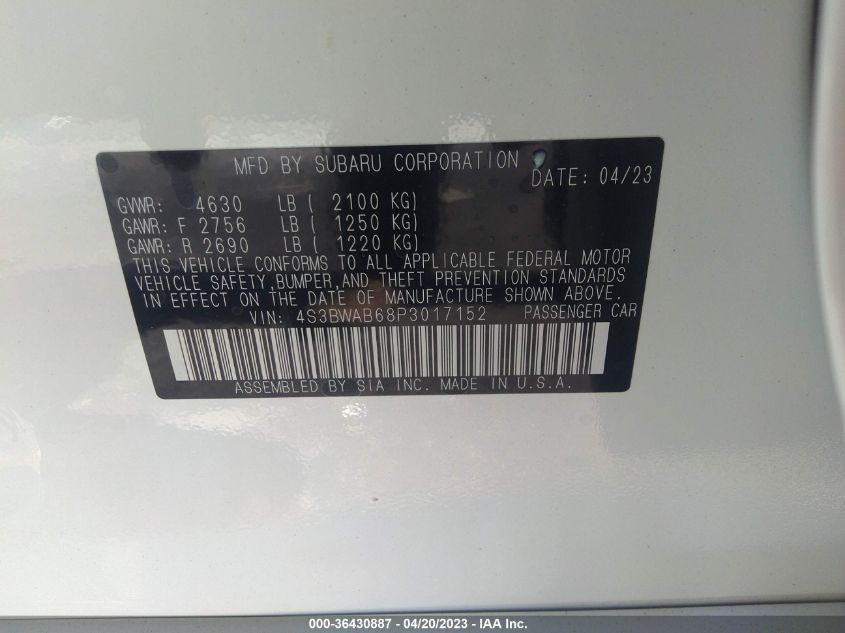 MFD BY SUBARU CORPORATION DATE: 04/23
GVWR: 4630 LB ( 2100 KG)
GAWR: F 2756 LB ( 1250 KG)
GAWR: R 2690 LB ( 1220 KG)
THIS VEHICLE CONFORMS TO ALL APPLICABLE FEDERAL MOTOR
VEHICLE SAFETY,BUMPER,AND THEFT PREVENTION STANDARDS
IN EFFECT ON THE DATE OF MANUFACTURE SHOWN ABOVE.
VIN: 4S3BWAB68P3017152 PASSENGER CAR
ASSEMBLED BY SIA INC. MADE IN U.S.A.
000-36430887 - 04/20/2023 - IAA Inc.